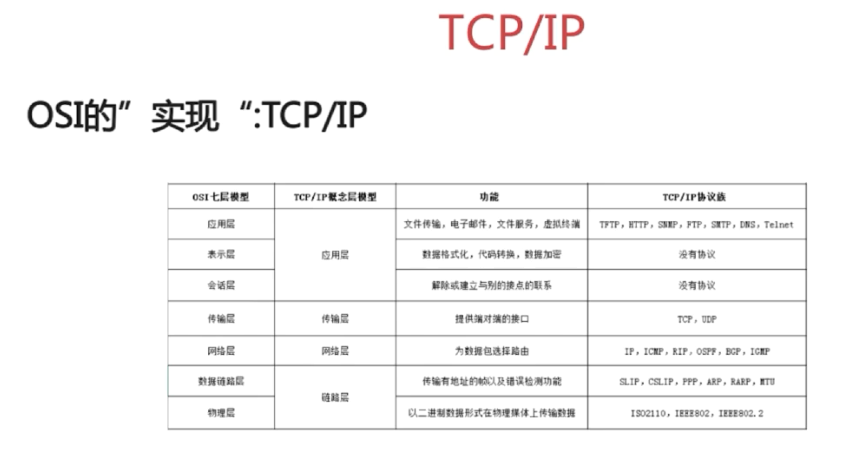 TCP/IP
OSI的”实现“:TCP/IP
OSI七层模型 TCP/IP概念层模型 功能 TCP/IP协议族
应用层 文件传输，电子邮件，文件服务，虚拟终端 TFTP，HTTP，SNMP，FTP，SMTP，DNS，Telnet
表示层 应用层 数据格式化，代码转换，数据加密 没有协议
会话层 解除或建立与别的接点的联系 没有协议
传输层 传输层 提供端对端的接口 TCP，UDP
网络层 网络层 为数据包选择路由 IP，ICMP，RIP，OSPF，BGP，IGMP
数据链路层 传输有地址的帧以及错误检测功能 SLIP，CSLIP，PPP，ARP，RARP，MTU
链路层
物理层 以二进制数据形式在物理媒体上传输数据 ISO2110，IEEE802，IEEE802.2